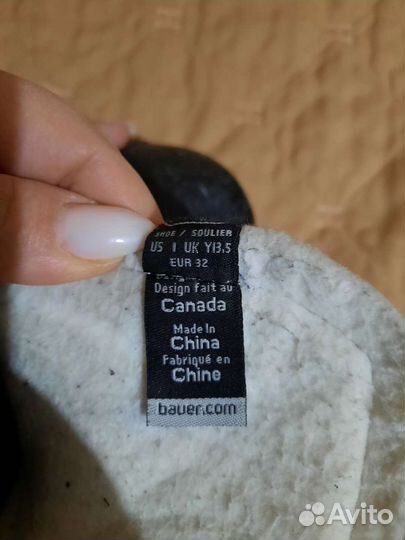 SHOE / SOULIER
US 1 UK Y13.5
EUR 32
Design fait au
Canada
Made in
China
Fabriqué en
Chine
bauer.com
Avito